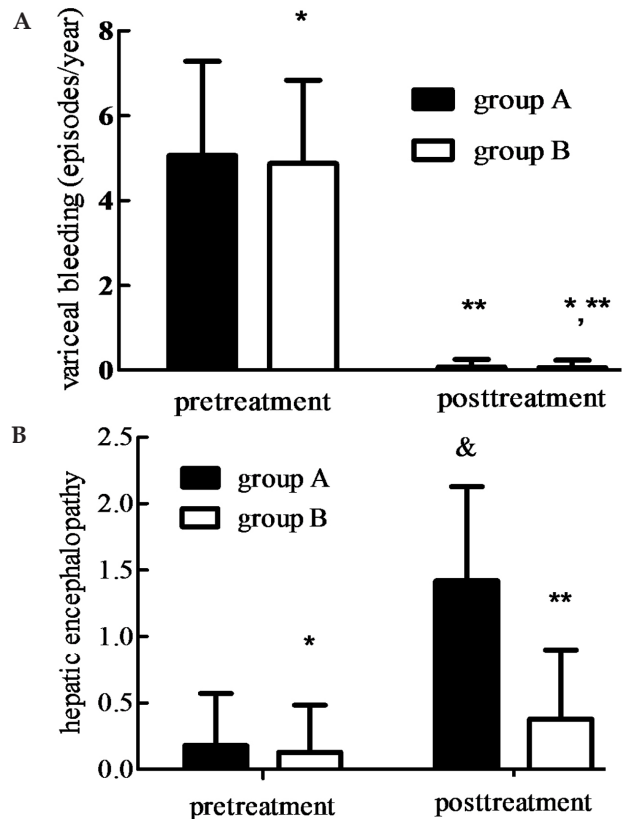 A
variceal bleeding (episodes/year)
8
6
4
2
0
*
group A
group B
**
*,**
pretreatment
posttreatment
B
hepatic encephalopathy
2.5
2.0
1.5
1.0
0.5
0.0
group A
group B
&
*
**
pretreatment
posttreatment